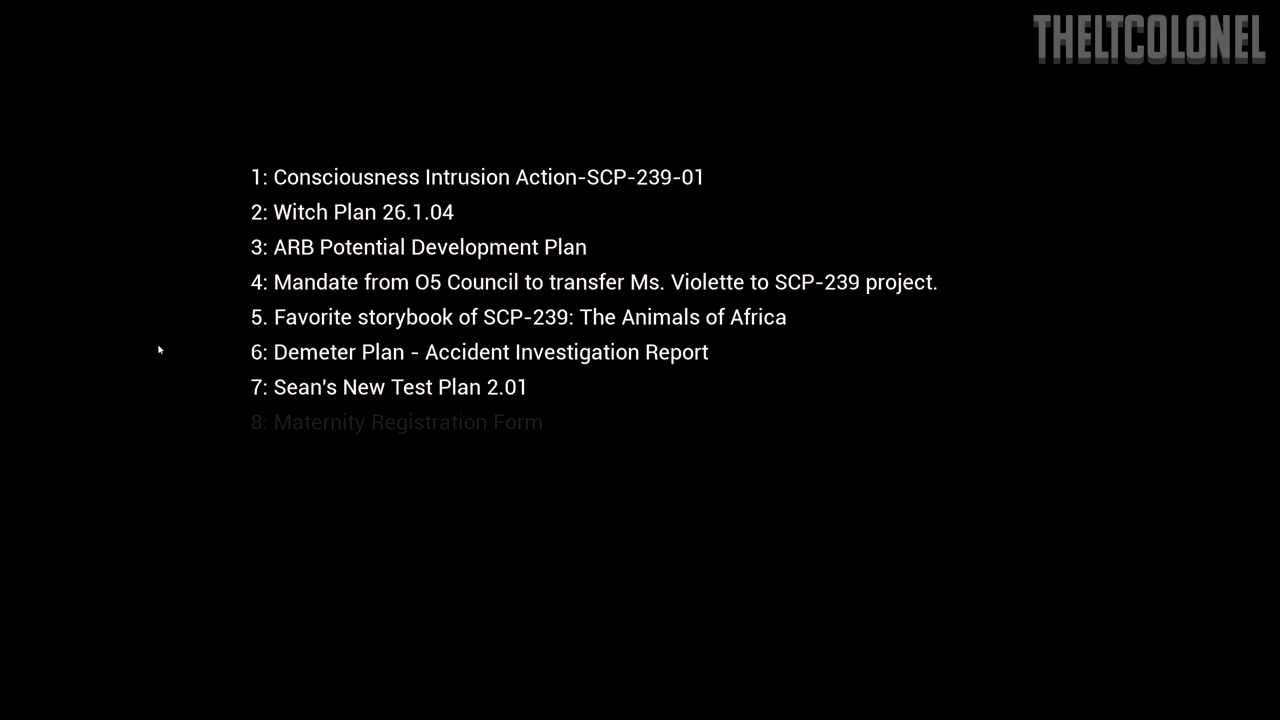 THELTCOLONEL
1: Consciousness Intrusion Action-SCP-239-01
2: Witch Plan 26.1.04
3: ARB Potential Development Plan
4: Mandate from O5 Council to transfer Ms. Violette to SCP-239 project.
5. Favorite storybook of SCP-239: The Animals of Africa
6: Demeter Plan - Accident Investigation Report
7: Sean's New Test Plan 2.01
8: Maternity Registration Form